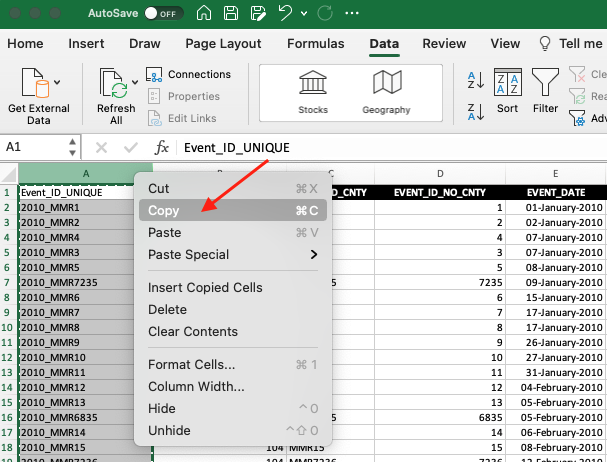 AutoSave OFF
Home Insert Draw Page Layout Formulas Data Review View Tell me
Get External Data
Refresh All
Connections
Properties
Edit Links
Stocks
Geography
Sort
Filter
Cle
Rea
Adv
A1 fx Event_ID_UNIQUE
A C D E
1 Event_ID_UNIQUE D_CNTY EVENT_ID_NO_CNTY EVENT_DATE
2 2010_MMR1 1 01-January-2010
3 2010_MMR2 2 02-January-2010
4 2010_MMR4 4 07-January-2010
5 2010_MMR3 3 07-January-2010
6 2010_MMR5 5 08-January-2010
7 2010_MMR7235 5 7235 09-January-2010
8 2010_MMR6 6 15-January-2010
9 2010_MMR7 7 17-January-2010
10 2010_MMR8 8 17-January-2010
11 2010_MMR9 9 26-January-2010
12 2010_MMR10 10 27-January-2010
13 2010_MMR11 11 31-January-2010
14 2010_MMR12 12 04-February-2010
15 2010_MMR13 13 05-February-2010
16 2010_MMR6835 5 6835 05-February-2010
17 2010_MMR14 14 06-February-2010
18 2010_MMR15 104 MMR15 15 08-February-2010
Cut ⌘X
Copy ⌘C
Paste ⌘V
Paste Special
Insert Copied Cells
Delete
Clear Contents
Format Cells... ⌘1
Column Width...
Hide ^0
Unhide ^⇧0